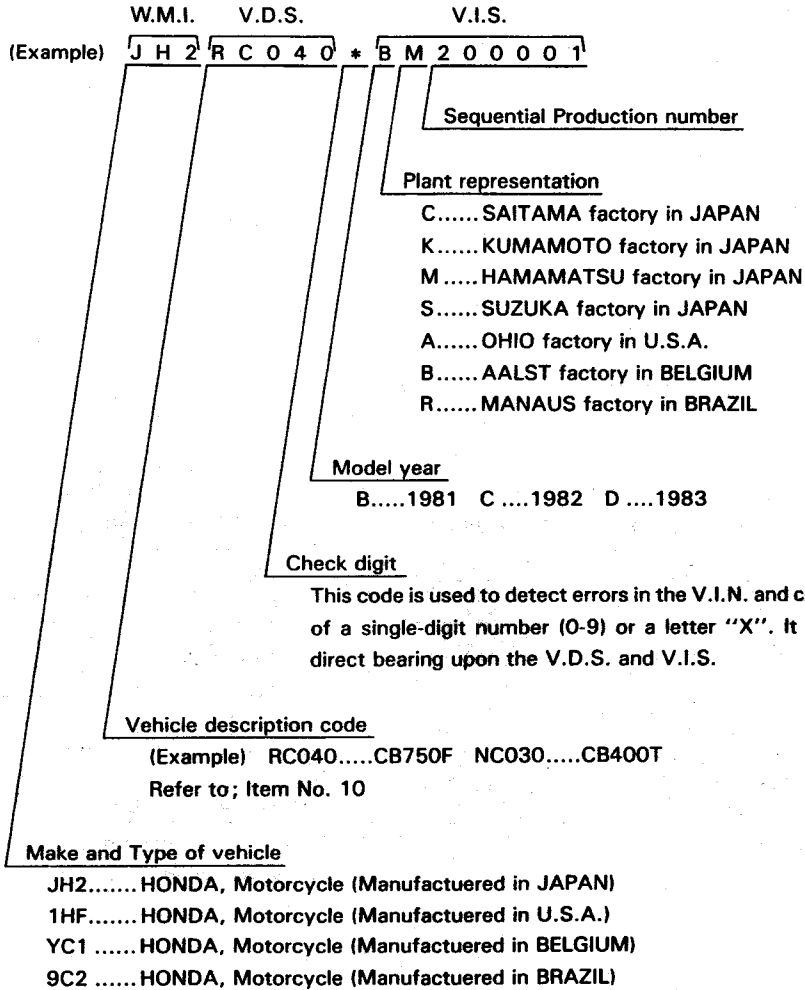 W.M.I. V.D.S. V.I.S.
(Example) J H 2 R C 0 4 0 * B M 2 0 0 0 0 1
Sequential Production number
Plant representation
C......SAITAMA factory in JAPAN
K......KUMAMOTO factory in JAPAN
M.....HAMAMATSU factory in JAPAN
S......SUZUKA factory in JAPAN
A......OHIO factory in U.S.A.
B......AALST factory in BELGIUM
R......MANAUS factory in BRAZIL
Model year
B.....1981 C ....1982 D ....1983
Check digit
This code is used to detect errors in the V.I.N. and c
of a single-digit number (0-9) or a letter "X". It
direct bearing upon the V.D.S. and V.I.S.
Vehicle description code
(Example) RC040.....CB750F NC030.....CB400T
Refer to; Item No. 10
Make and Type of vehicle
JH2.......HONDA, Motorcycle (Manufactuered in JAPAN)
1HF.......HONDA, Motorcycle (Manufactuered in U.S.A.)
YC1 ......HONDA, Motorcycle (Manufactuered in BELGIUM)
9C2 ......HONDA, Motorcycle (Manufactuered in BRAZIL)